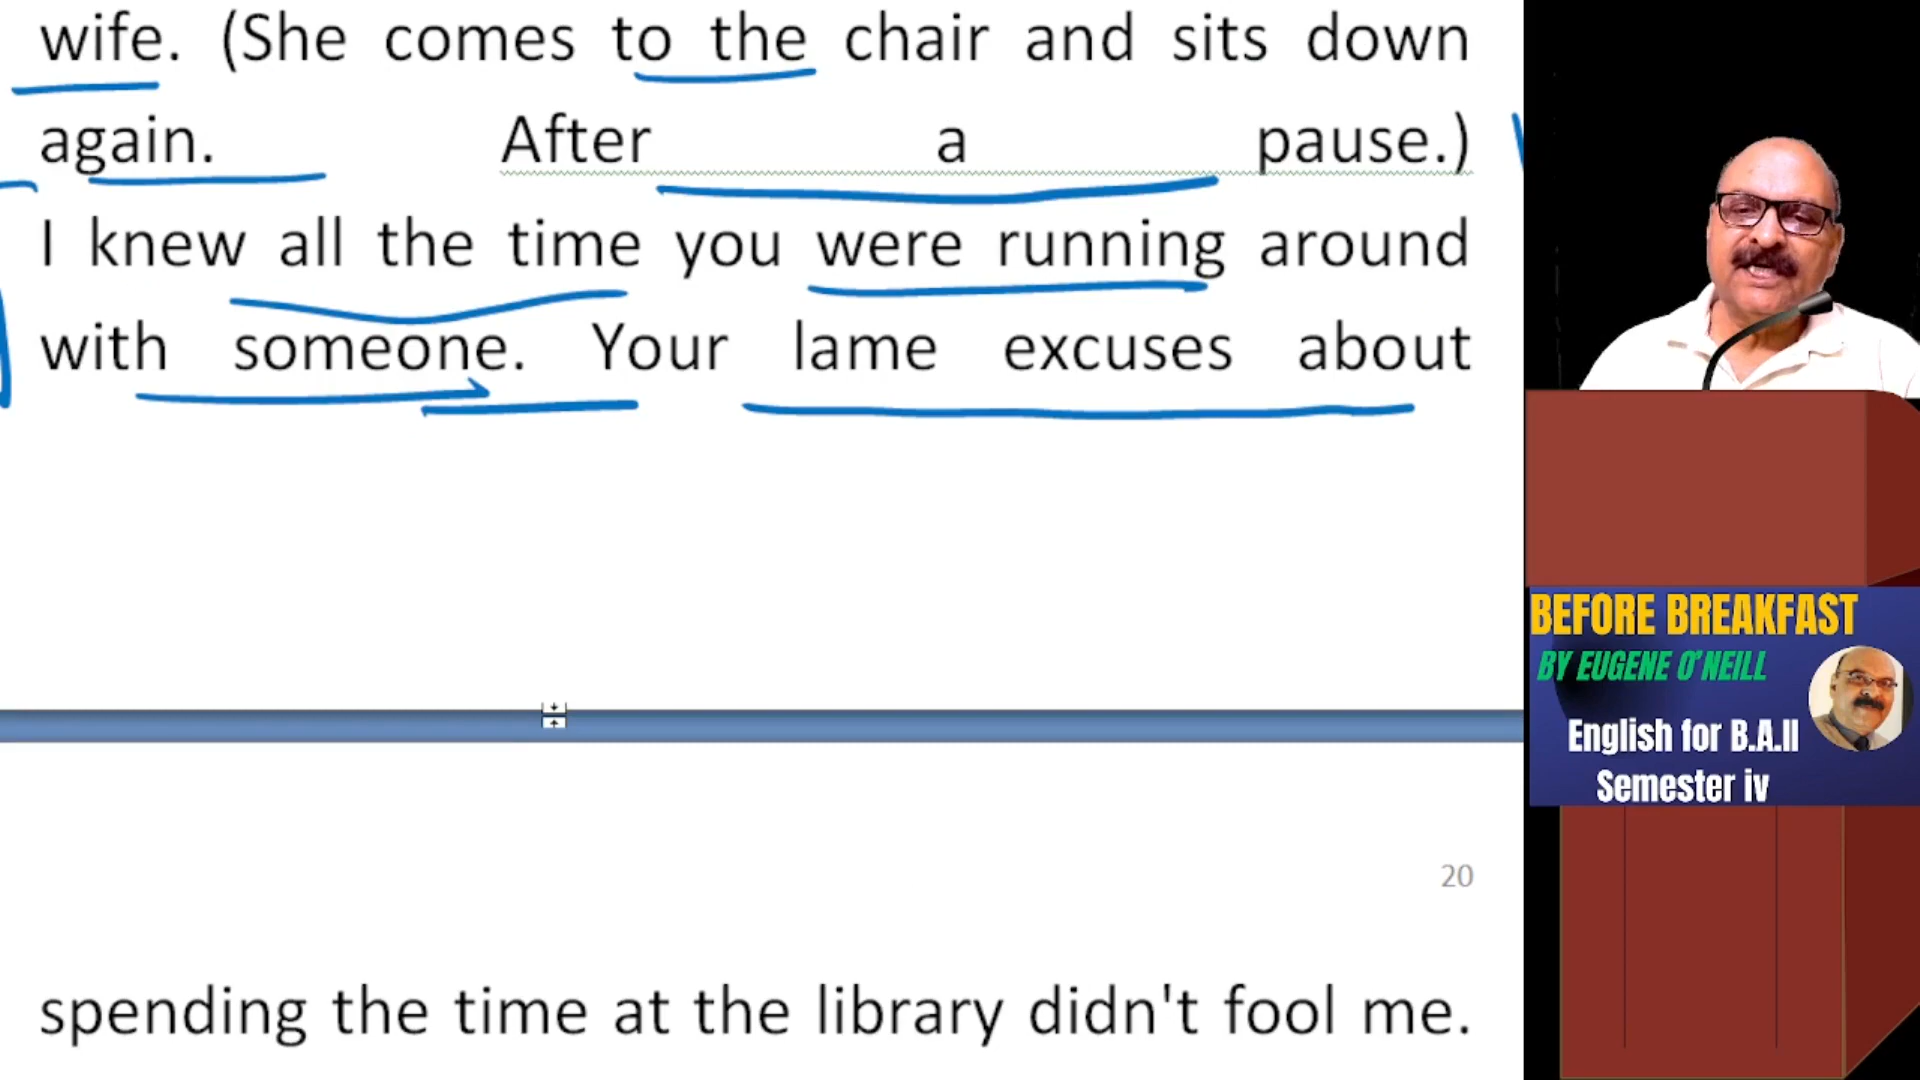 wife. (She comes to the chair and sits down
again. After a pause.)
I knew all the time you were running around
with someone. Your lame excuses about
20
spending the time at the library didn't fool me.
BEFORE BREAKFAST
BY EUGENE O'NEILL
English for B.A.II
Semester iv